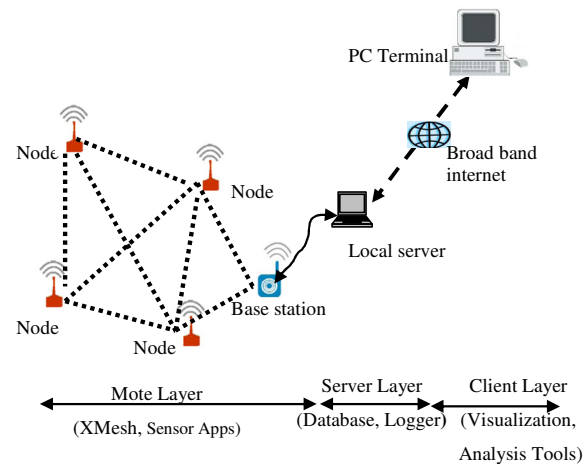 PC Terminal
Node
Broad band
internet
Node
Local server
Base station
Node
Node
Mote Layer
(XMesh, Sensor Apps)
Server Layer
(Database, Logger)
Client Layer
(Visualization,
Analysis Tools)